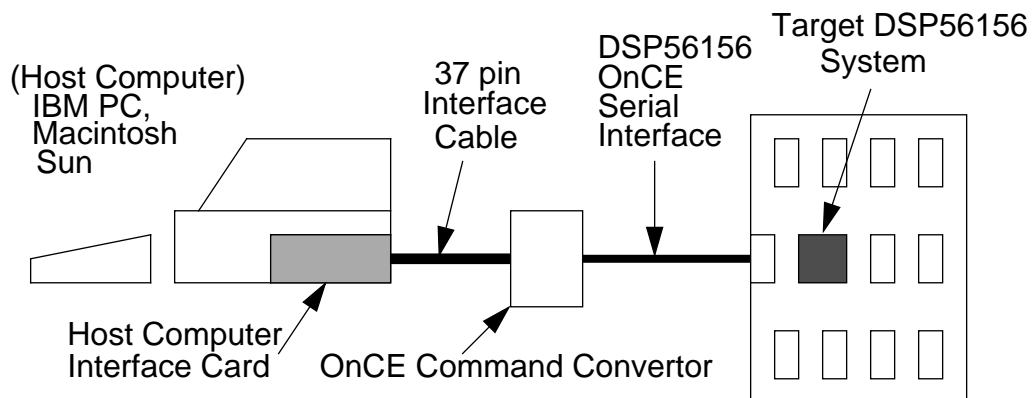 (Host Computer)
IBM PC,
Macintosh
Sun
37 pin
Interface
Cable
DSP56156
OnCE
Serial
Interface
Target DSP56156
System
Host Computer
Interface Card
OnCE Command Convertor